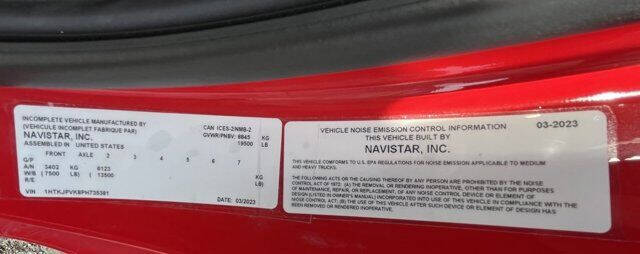 INCOMPLETE VEHICLE MANUFACTURED BY
(VEHICULE INCOMPLET FABRIQUE PAR)
NAVISTAR, INC.
ASSEMBLED IN UNITED STATES
CAN ICES-2/NMB-2
GVWR/PNBV: 8845 KG
19500 LB
FRONT AXLE 2 3 4 5 6 7
G/P
A/N 3402 KG 6123
W/B ( 7500 LB ) ( 13500
R/E
VIN 1HTKJPVK8PH735381
DATE: 03/2023
VEHICLE NOISE EMISSION CONTROL INFORMATION 03-2023
THIS VEHICLE BUILT BY
NAVISTAR, INC.
THIS VEHICLE CONFORMS TO U.S. EPA REGULATIONS FOR NOISE EMISSION APPLICABLE TO MEDIUM
AND HEAVY TRUCKS.
THE FOLLOWING ACTS OR THE CAUSING THEREOF BY ANY PERSON ARE PROHIBITED BY THE NOISE
CONTROL ACT OF 1972: (A) THE REMOVAL OR RENDERING INOPERATIVE, OTHER THAN FOR PURPOSES
OF MAINTENANCE, REPAIR, OR REPLACEMENT, OF ANY NOISE CONTROL DEVICE OR ELEMENT OF
DESIGN (LISTED IN OWNER'S MANUAL) INCORPORATED INTO THIS VEHICLE IN COMPLIANCE WITH THE
NOISE CONTROL ACT; (B) THE USE OF THIS VEHICLE AFTER SUCH DEVICE OR ELEMENT OF DESIGN HAS
BEEN REMOVED OR RENDERED INOPERATIVE.